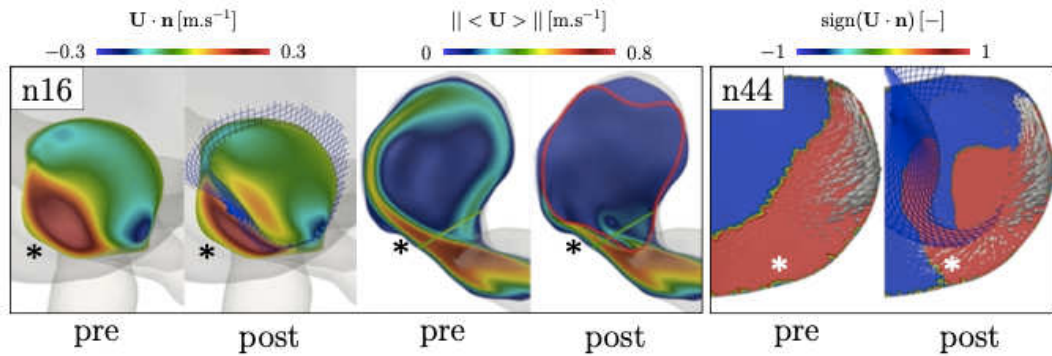 U · n [m.s⁻¹]
−0.3 0.3
|| < U > || [m.s⁻¹]
0 0.8
sign(U · n) [−]
−1 1
n16
* * * *
n44
* *
pre post pre post pre post